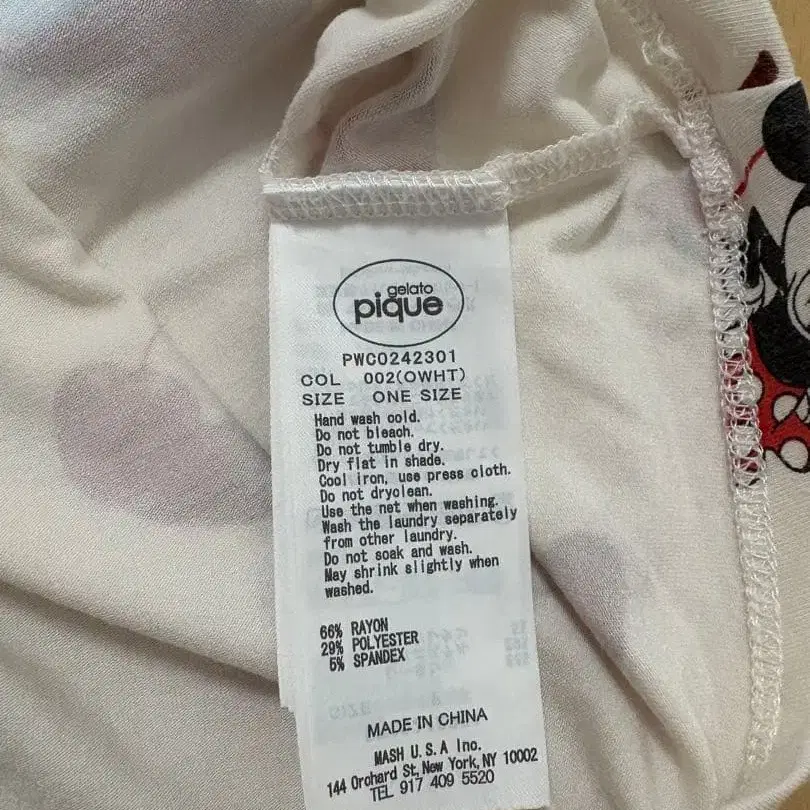 gelato
pique
PWCO242301
COL 002(OWHT)
SIZE ONE SIZE
Hand wash cold.
Do not bleach.
Do not tumble dry.
Dry flat in shade.
Cool iron, use press cloth.
Do not dryclean.
Use the net when washing.
Wash the laundry separately
from other laundry.
Do not soak and wash.
May shrink slightly when
washed.
66% RAYON
29% POLYESTER
5% SPANDEX
MADE IN CHINA
MASH U.S.A Inc.
144 Orchard St, New York, NY 10002
TEL 917 409 5520